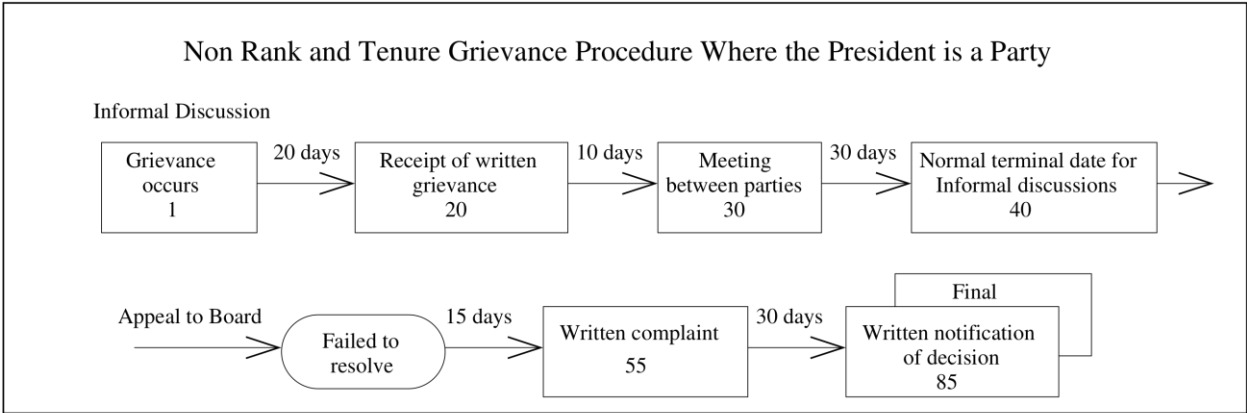 Non Rank and Tenure Grievance Procedure Where the President is a Party
Informal Discussion
Grievance
occurs
1
20 days
Receipt of written
grievance
20
10 days
Meeting
between parties
30
30 days
Normal terminal date for
Informal discussions
40
Appeal to Board
Failed to
resolve
15 days
Written complaint
55
30 days
Final
Written notification
of decision
85